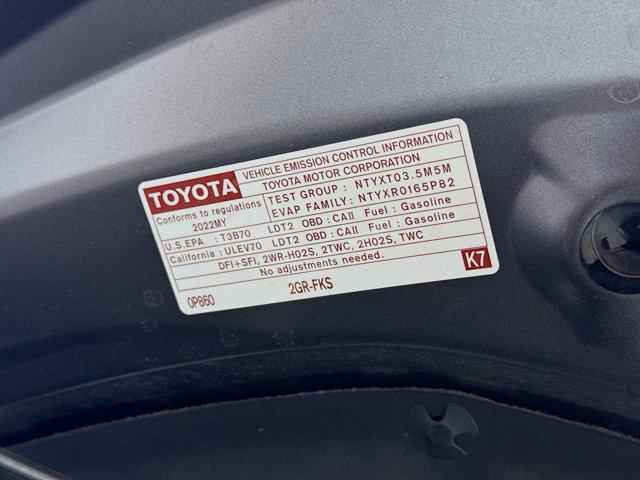 TOYOTA
VEHICLE EMISSION CONTROL INFORMATION
TOYOTA MOTOR CORPORATION
Conforms to regulations
2022MY
TEST GROUP : NTYXT03.5M5M
EVAP FAMILY : NTYXR0165P82
U.S.EPA : T3B70 LDT2 OBD : CAII Fuel : Gasoline
California : ULEV70 LDT2 OBD : CAII Fuel : Gasoline
DFI+SFI, 2WR-HO2S, 2TWC, 2HO2S, TWC
No adjustments needed.
0P860 2GR-FKS K7